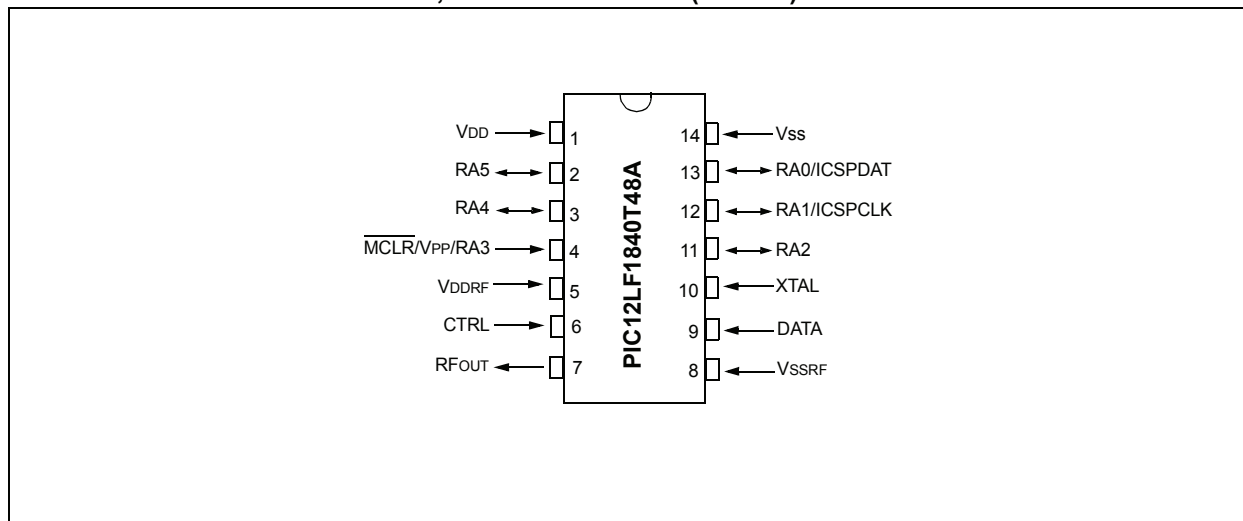 VDD
1
14
Vss
RA5
2
13
RA0/ICSPDAT
RA4
3
12
RA1/ICSPCLK
MCLR/VPP/RA3
4
11
RA2
VDDRF
5
10
XTAL
CTRL
6
9
DATA
RFOUT
7
8
VSSRF
PIC12LF1840T48A